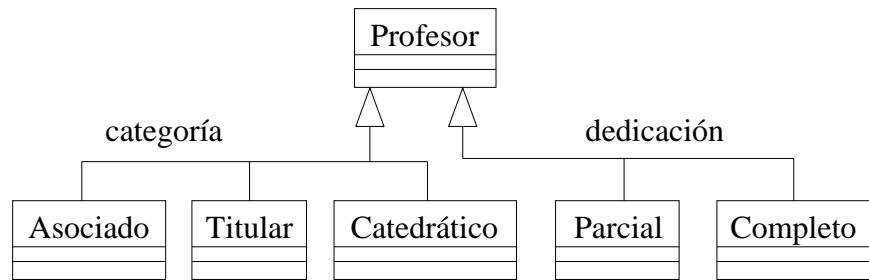 Profesor
categoría
dedicación
Asociado
Titular
Catedrático
Parcial
Completo